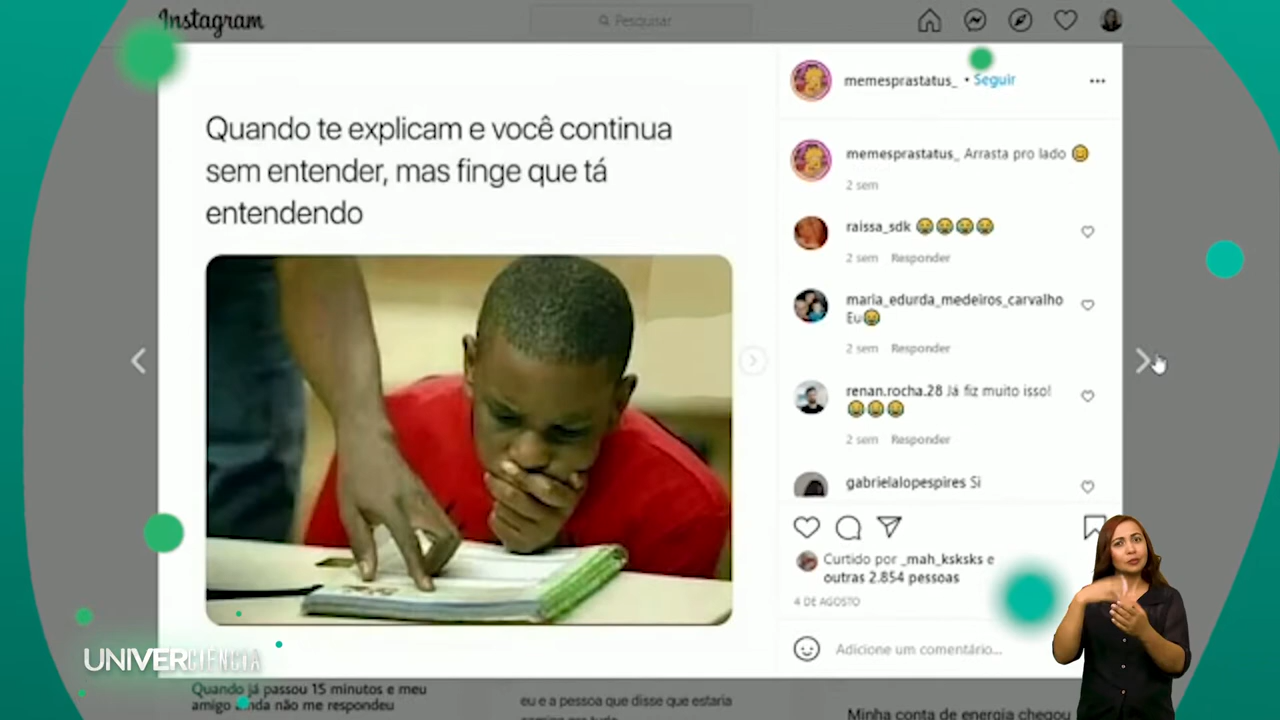 Instagram
Pesquisar
Quando te explicam e você continua
sem entender, mas finge que tá
entendendo
memesprastatus_ • Seguir
memesprastatus_ Arrasta pro lado
2 sem
raissa_sdk
2 sem Responder
maria_edurda_medeiros_carvalho
Eu
2 sem Responder
renan.rocha.28 Já fiz muito isso!
2 sem Responder
gabrielalopespires Si
Curtido por _mah_ksksks e
outras 2.854 pessoas
4 DE AGOSTO
Adicione um comentário...
UNIVERCIÊNCIA
Quando já passou 15 minutos e meu
amigo ainda não me respondeu
eu e a pessoa que disse que estaria
Minha conta de energia chegou